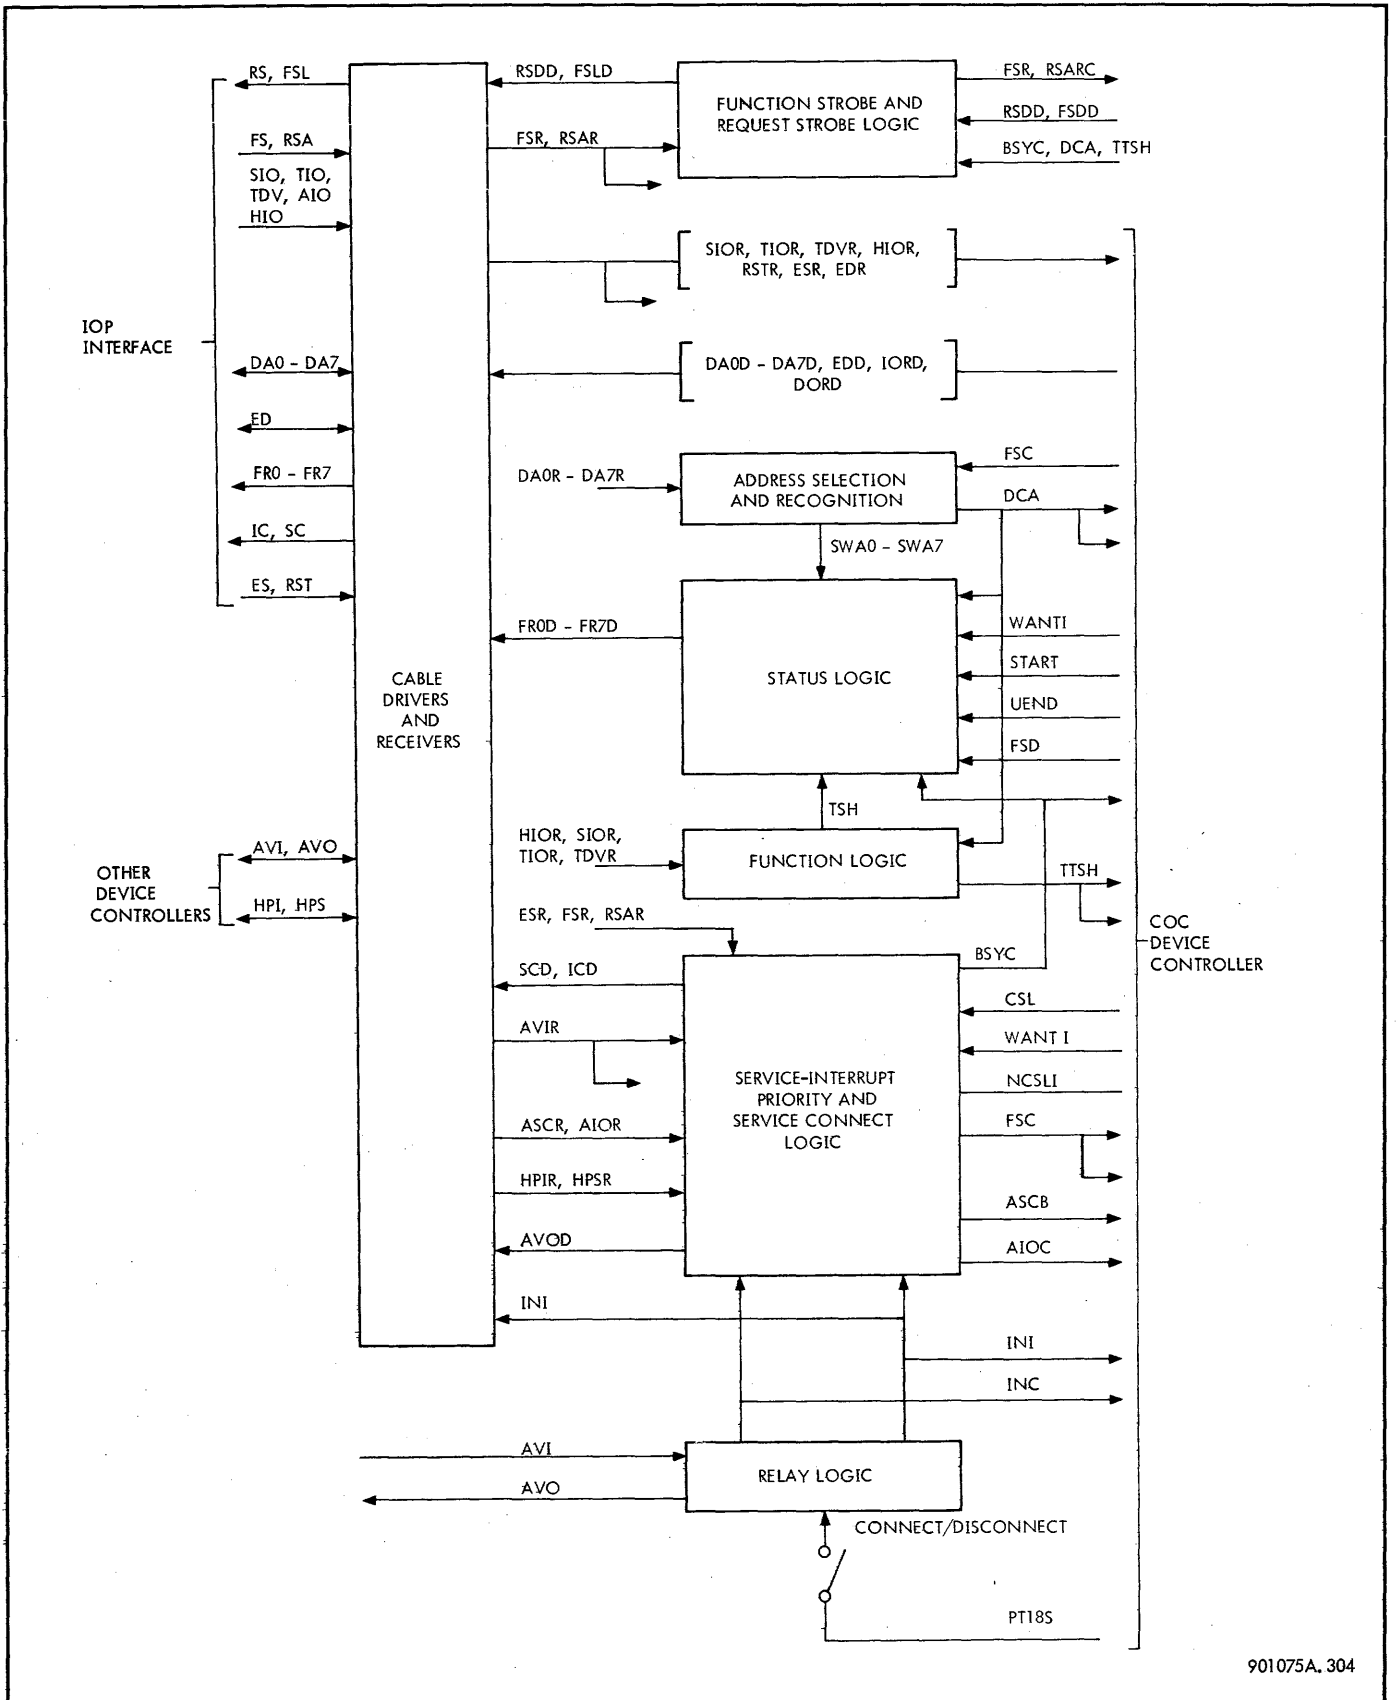 RS, FSL
RSDD, FSLD
FUNCTION STROBE AND
REQUEST STROBE LOGIC
FSR, RSARC
RSDD, FSDD
BSYC, DCA, TTSH
FS, RSA
FSR, RSAR
SIO, TIO,
TDV, AIO
HIO
SIOR, TIOR, TDVR, HIOR,
RSTR, ESR, EDR
IOP
INTERFACE
DA0 - DA7
DA0D - DA7D, EDD, IORD,
DORD
ED
FR0 - FR7
DA0R - DA7R
ADDRESS SELECTION
AND RECOGNITION
FSC
DCA
IC, SC
SWA0 - SWA7
ES, RST
FR0D - FR7D
STATUS LOGIC
WANTI
START
UEND
FSD
CABLE
DRIVERS
AND
RECEIVERS
TSH
HIOR, SIOR,
TIOR, TDVR
FUNCTION LOGIC
TTSH
AVI, AVO
OTHER
DEVICE
CONTROLLERS
HPI, HPS
ESR, FSR, RSAR
COC
DEVICE
CONTROLLER
BSYC
SCD, ICD
CSL
AVIR
WANT I
SERVICE-INTERRUPT
PRIORITY AND
SERVICE CONNECT
LOGIC
NCSLI
ASCR, AIOR
FSC
HPIR, HPSR
ASCB
AVOD
AIOC
INI
INI
INC
AVI
AVO
RELAY LOGIC
CONNECT/DISCONNECT
PT18S
901075A. 304